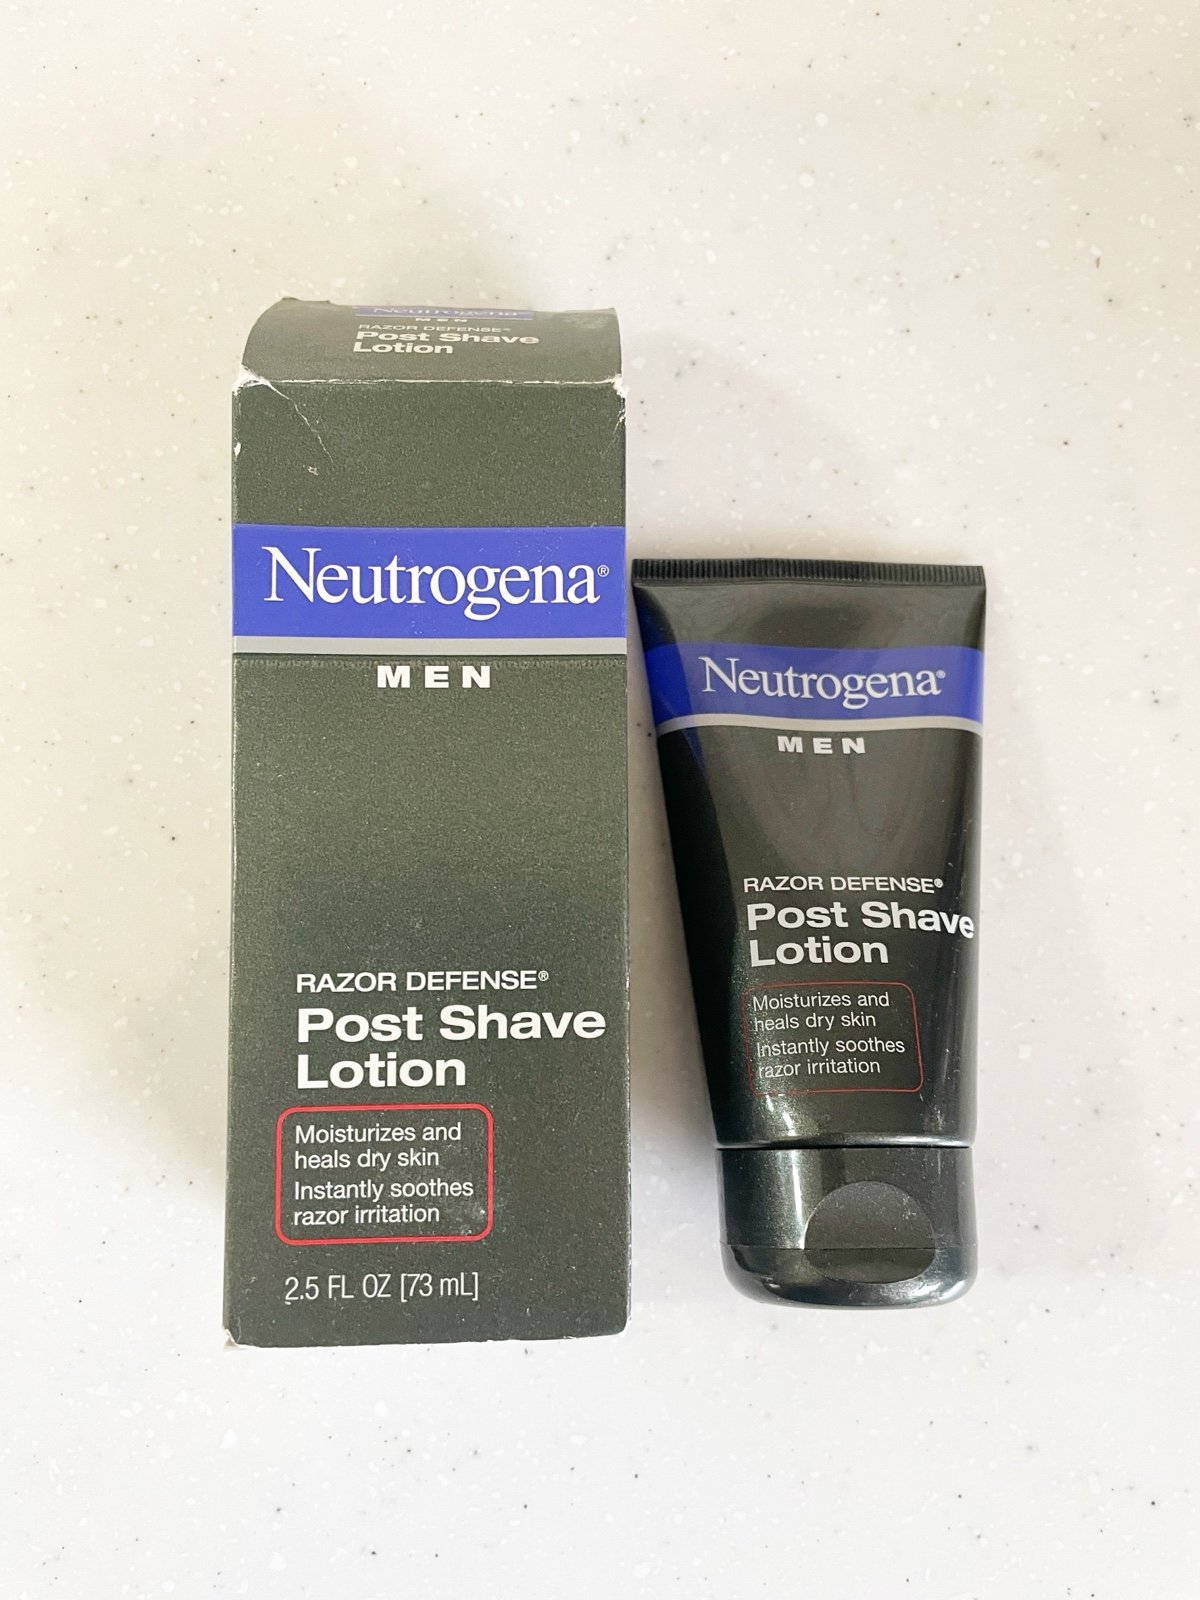 Neutrogena
MEN
RAZOR DEFENSE®
Post Shave
Lotion
Neutrogena®
MEN
RAZOR DEFENSE®
Post Shave
Lotion
Moisturizes and
heals dry skin
Instantly soothes
razor irritation
2.5 FL OZ [73 mL]
Neutrogena®
MEN
RAZOR DEFENSE®
Post Shave
Lotion
Moisturizes and
heals dry skin
Instantly soothes
razor irritation